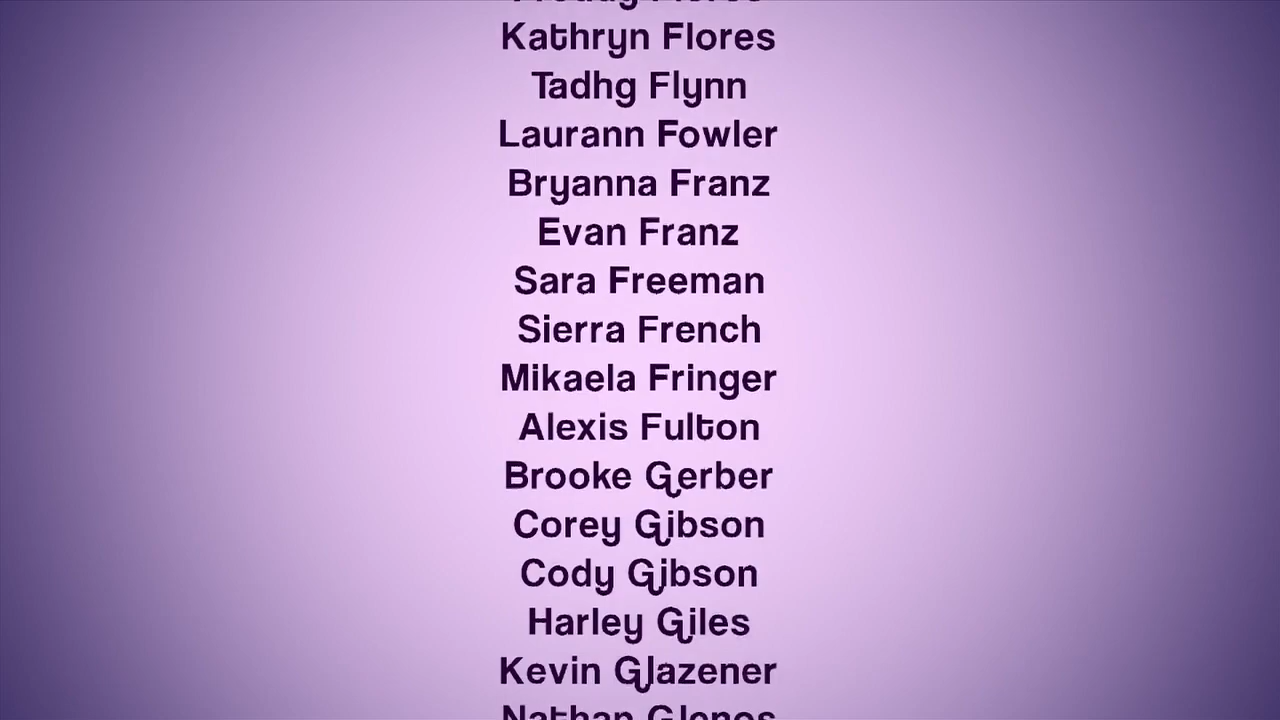 Kathryn Flores
Tadhg Flynn
Laurann Fowler
Bryanna Franz
Evan Franz
Sara Freeman
Sierra French
Mikaela Fringer
Alexis Fulton
Brooke Gerber
Corey Gibson
Cody Gibson
Harley Giles
Kevin Glazener
Nathan